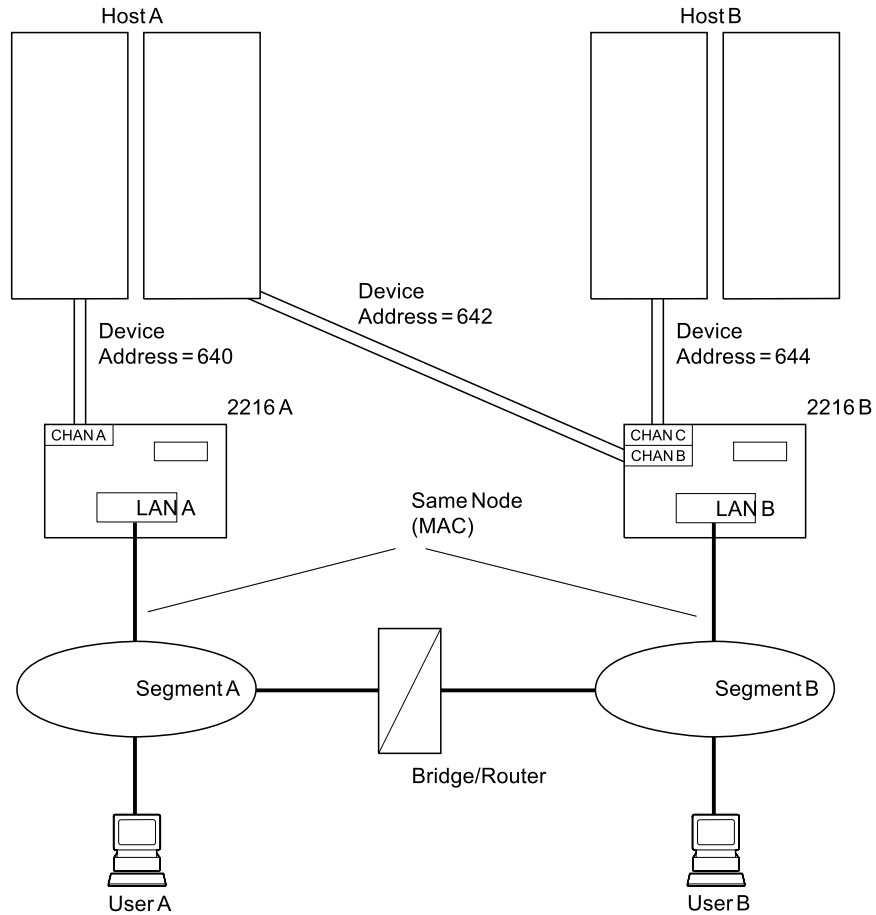 Host A
Host B
Device
Address = 642
Device
Address = 640
Device
Address = 644
2216 A
2216 B
CHAN A
CHAN C
CHAN B
LAN A
Same Node
(MAC)
LAN B
Segment A
Segment B
Bridge/Router
User A
User B